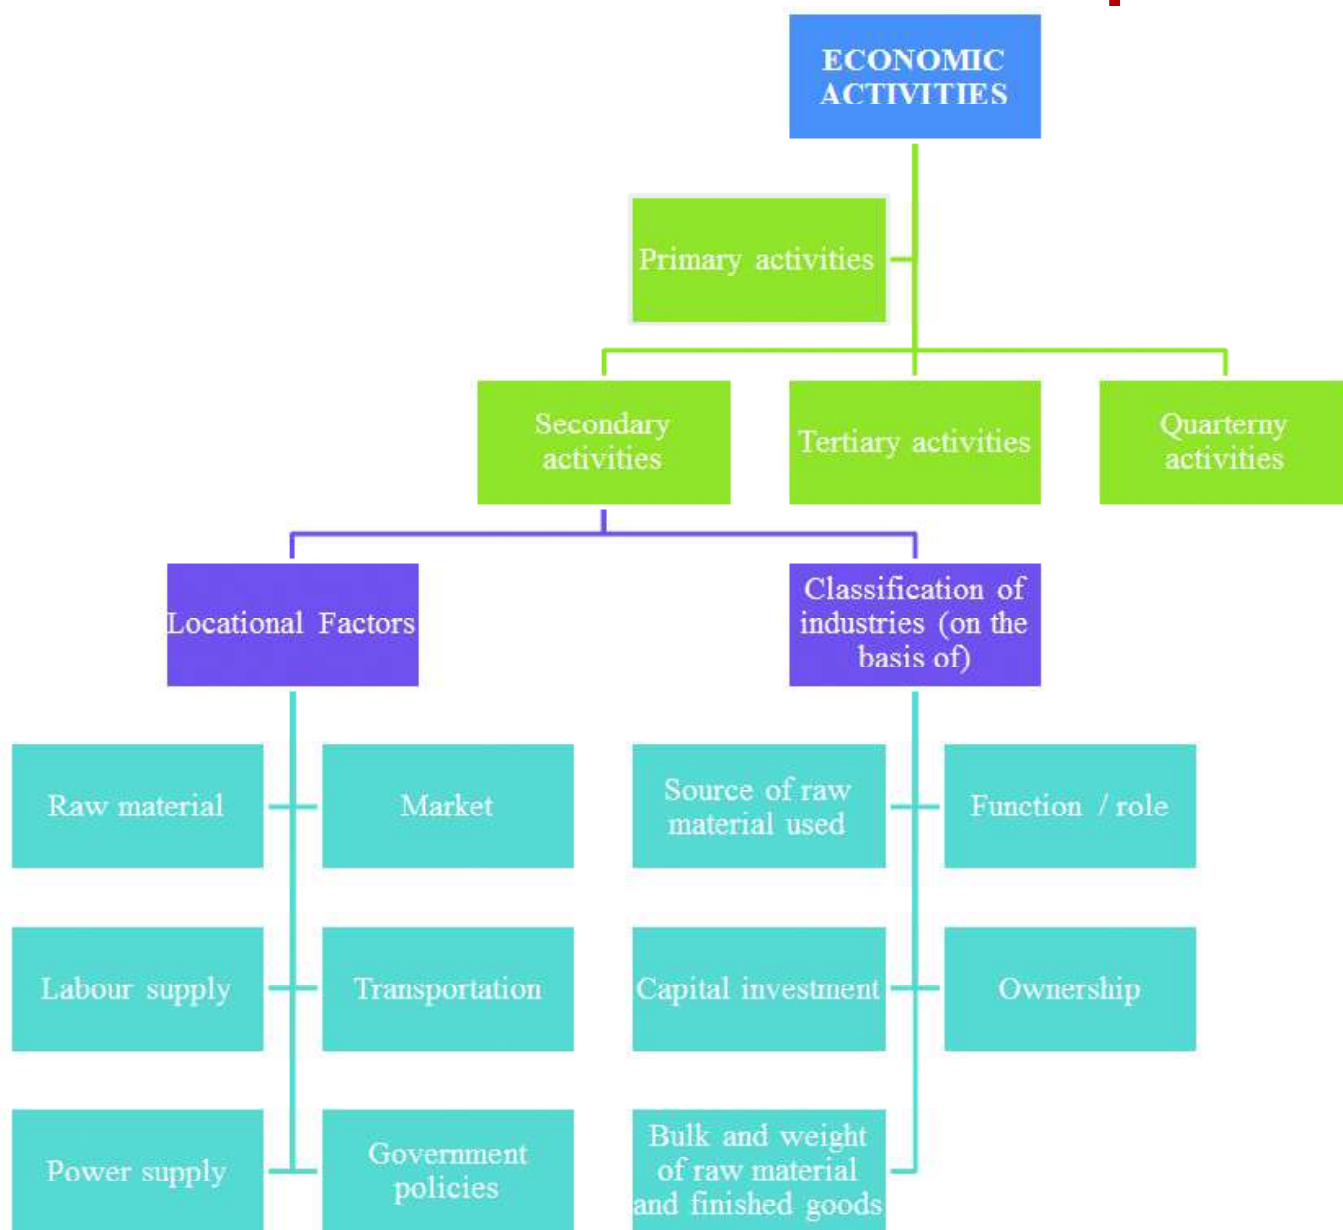 ECONOMIC
ACTIVITIES
Primary activities
Secondary
activities
Tertiary activities
Quarterny
activities
Locational Factors
Classification of
industries (on the
basis of)
Raw material
Market
Source of raw
material used
Function / role
Labour supply
Transportation
Capital investment
Ownership
Power supply
Government
policies
Bulk and weight
of raw material
and finished goods